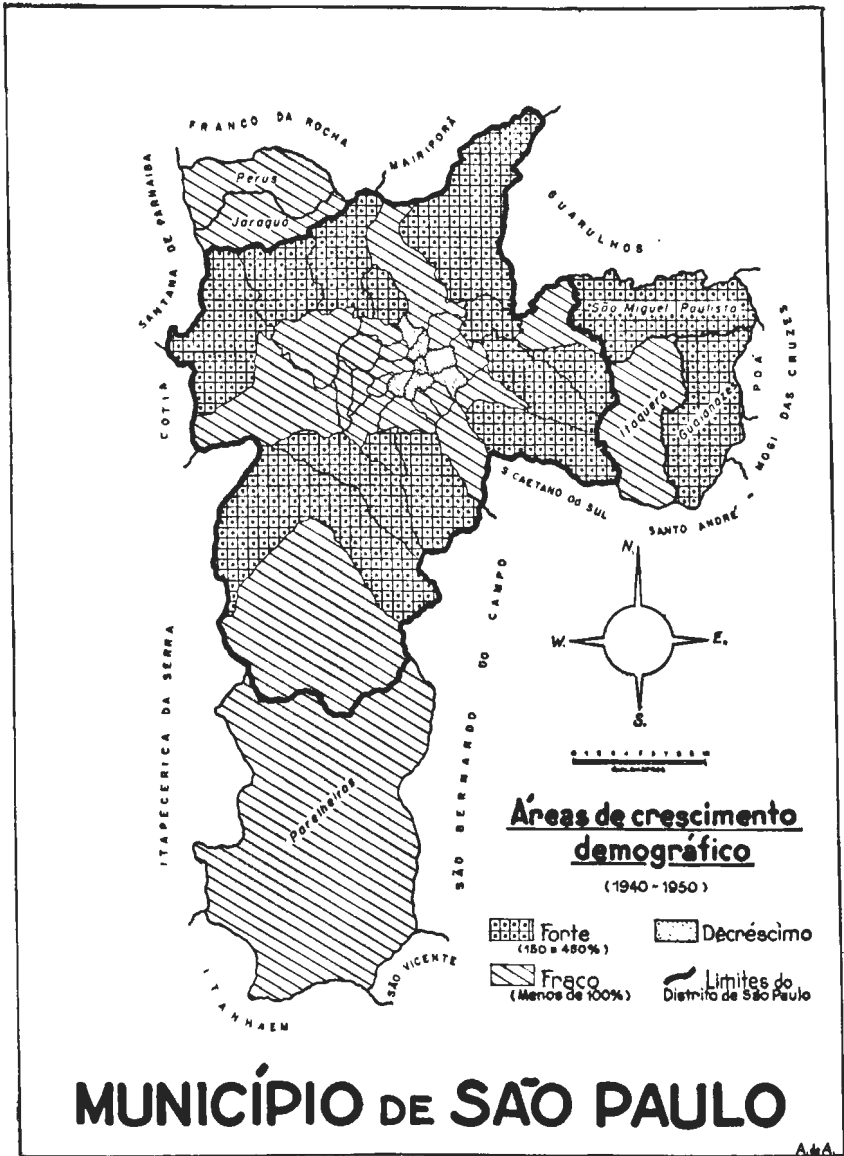 FRANCO DA ROCHA
MAIRIPORÃ
SANTANA DE PARNAIBA
GUARULHOS
Perus
Jaraguá
São Miguel Paulista
COTIA
Itaquera
Guaianazes
POÁ
MOGI DAS CRUZES
S. CAETANO DO SUL
SANTO ANDRÉ
N.
W.
E.
S.
ITAPECERICA DA SERRA
SÃO BERNARDO DO CAMPO
Parelheiros
Áreas de crescimento
demográfico
(1940 - 1950)
Forte
(150 a 450%)
Décréscimo
Fraco
(Menos de 100%)
Limites do
Distrito de São Paulo
SÃO VICENTE
ITANHAEM
MUNICÍPIO DE SÃO PAULO
A. de A.